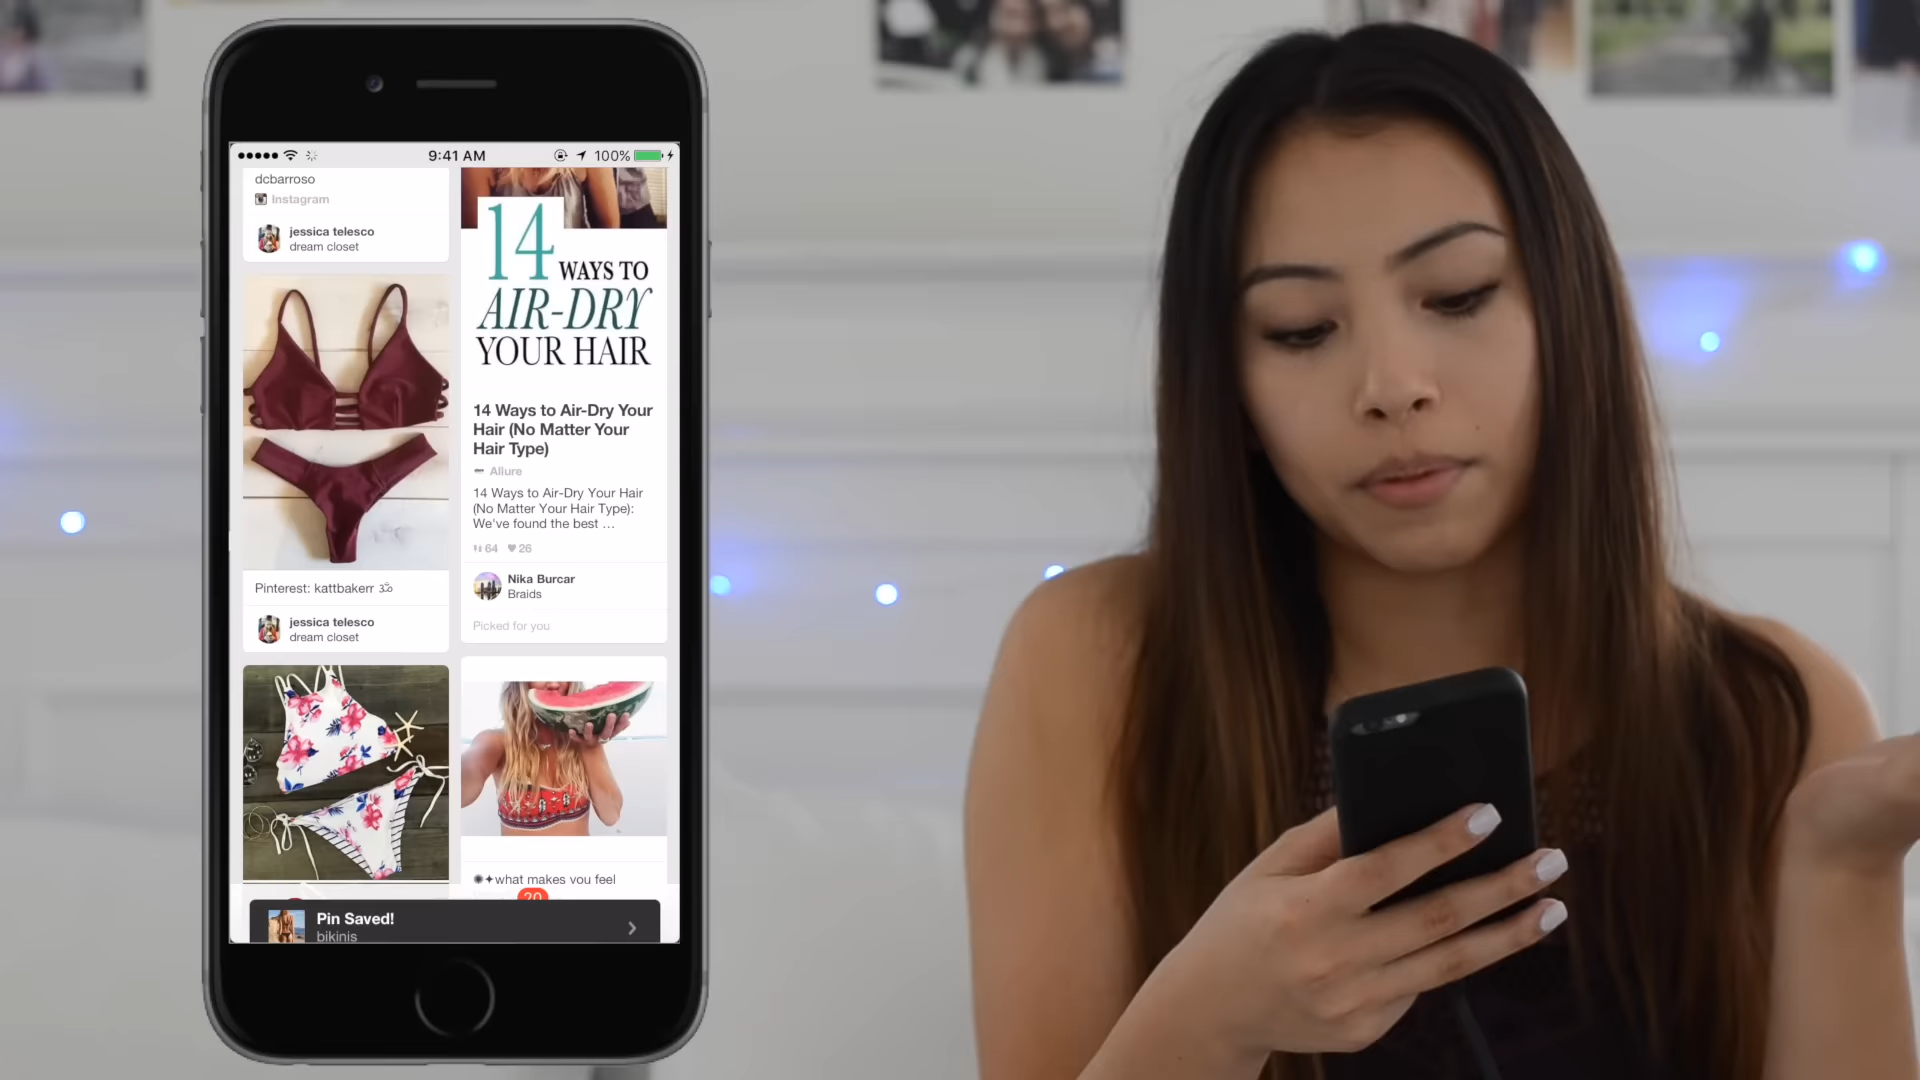 9:41 AM
100%
dcbarroso
Instagram
jessica telesco
dream closet
Pinterest: kattbakerr ॐ
jessica telesco
dream closet
14 WAYS TO
AIR-DRY
YOUR HAIR
14 Ways to Air-Dry Your
Hair (No Matter Your
Hair Type)
Allure
14 Ways to Air-Dry Your Hair
(No Matter Your Hair Type):
We've found the best ...
64 26
Nika Burcar
Braids
Picked for you
what makes you feel
20
Pin Saved!
bikinis